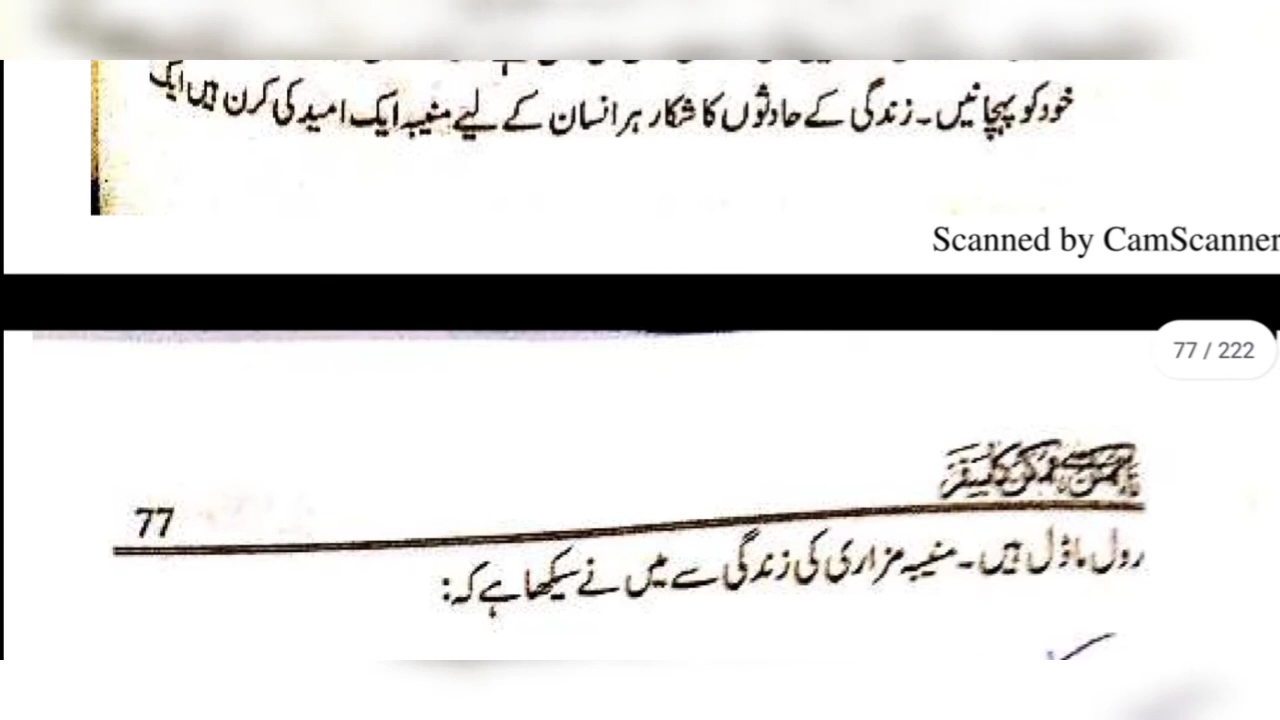 خود کو پہچانیں۔ زندگی کے حادثوں کا شکار ہر انسان کے لیے منیبہ ایک امید کی کرن ہیں ایک
Scanned by CamScanner
77 / 222
77
رول ماڈل ہیں۔ منیبہ مزاری کی زندگی سے میں نے سیکھا ہے کہ: